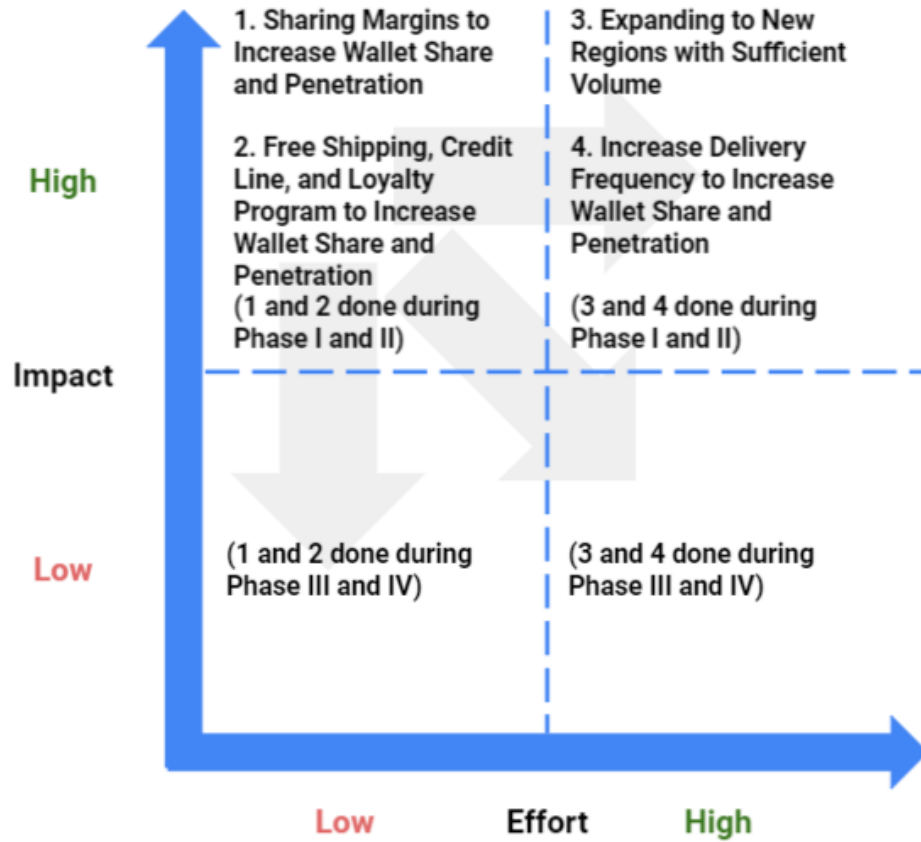 1. Sharing Margins to
Increase Wallet Share
and Penetration
2. Free Shipping, Credit
Line, and Loyalty
Program to Increase
Wallet Share and
Penetration
(1 and 2 done during
Phase I and II)
3. Expanding to New
Regions with Sufficient
Volume
4. Increase Delivery
Frequency to Increase
Wallet Share and
Penetration
(3 and 4 done during
Phase I and II)
High
Impact
Low
(1 and 2 done during
Phase III and IV)
(3 and 4 done during
Phase III and IV)
Low
Effort
High